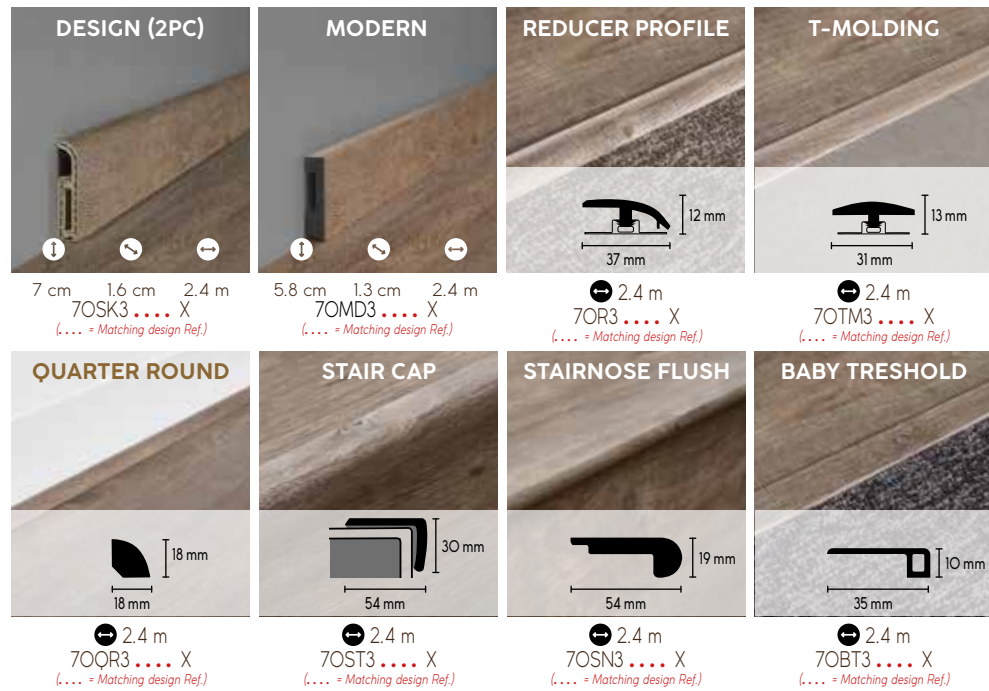 DESIGN (2PC)
7 cm 1.6 cm 2.4 m
7OSK3 .... X
(.... = Matching design Ref.)
MODERN
5.8 cm 1.3 cm 2.4 m
7OMD3 .... X
(.... = Matching design Ref.)
REDUCER PROFILE
12 mm
37 mm
2.4 m
7OR3 .... X
(.... = Matching design Ref.)
T-MOLDING
13 mm
31 mm
2.4 m
7OTM3 .... X
(.... = Matching design Ref.)
QUARTER ROUND
18 mm
18 mm
2.4 m
7OQR3 .... X
(.... = Matching design Ref.)
STAIR CAP
30 mm
54 mm
2.4 m
7OST3 .... X
(.... = Matching design Ref.)
STAIRNOSE FLUSH
19 mm
54 mm
2.4 m
7OSN3 .... X
(.... = Matching design Ref.)
BABY TRESHOLD
10 mm
35 mm
2.4 m
7OBT3 .... X
(.... = Matching design Ref.)